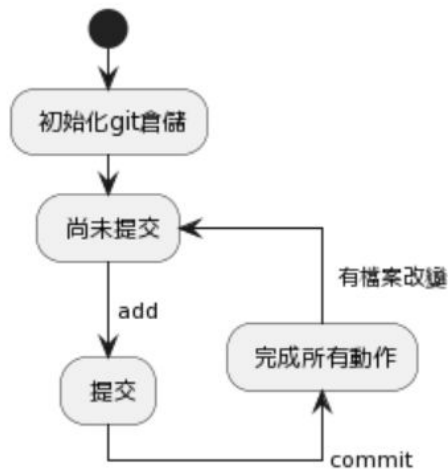 初始化git倉儲
尚未提交
add
有檔案改變
提交
完成所有動作
commit